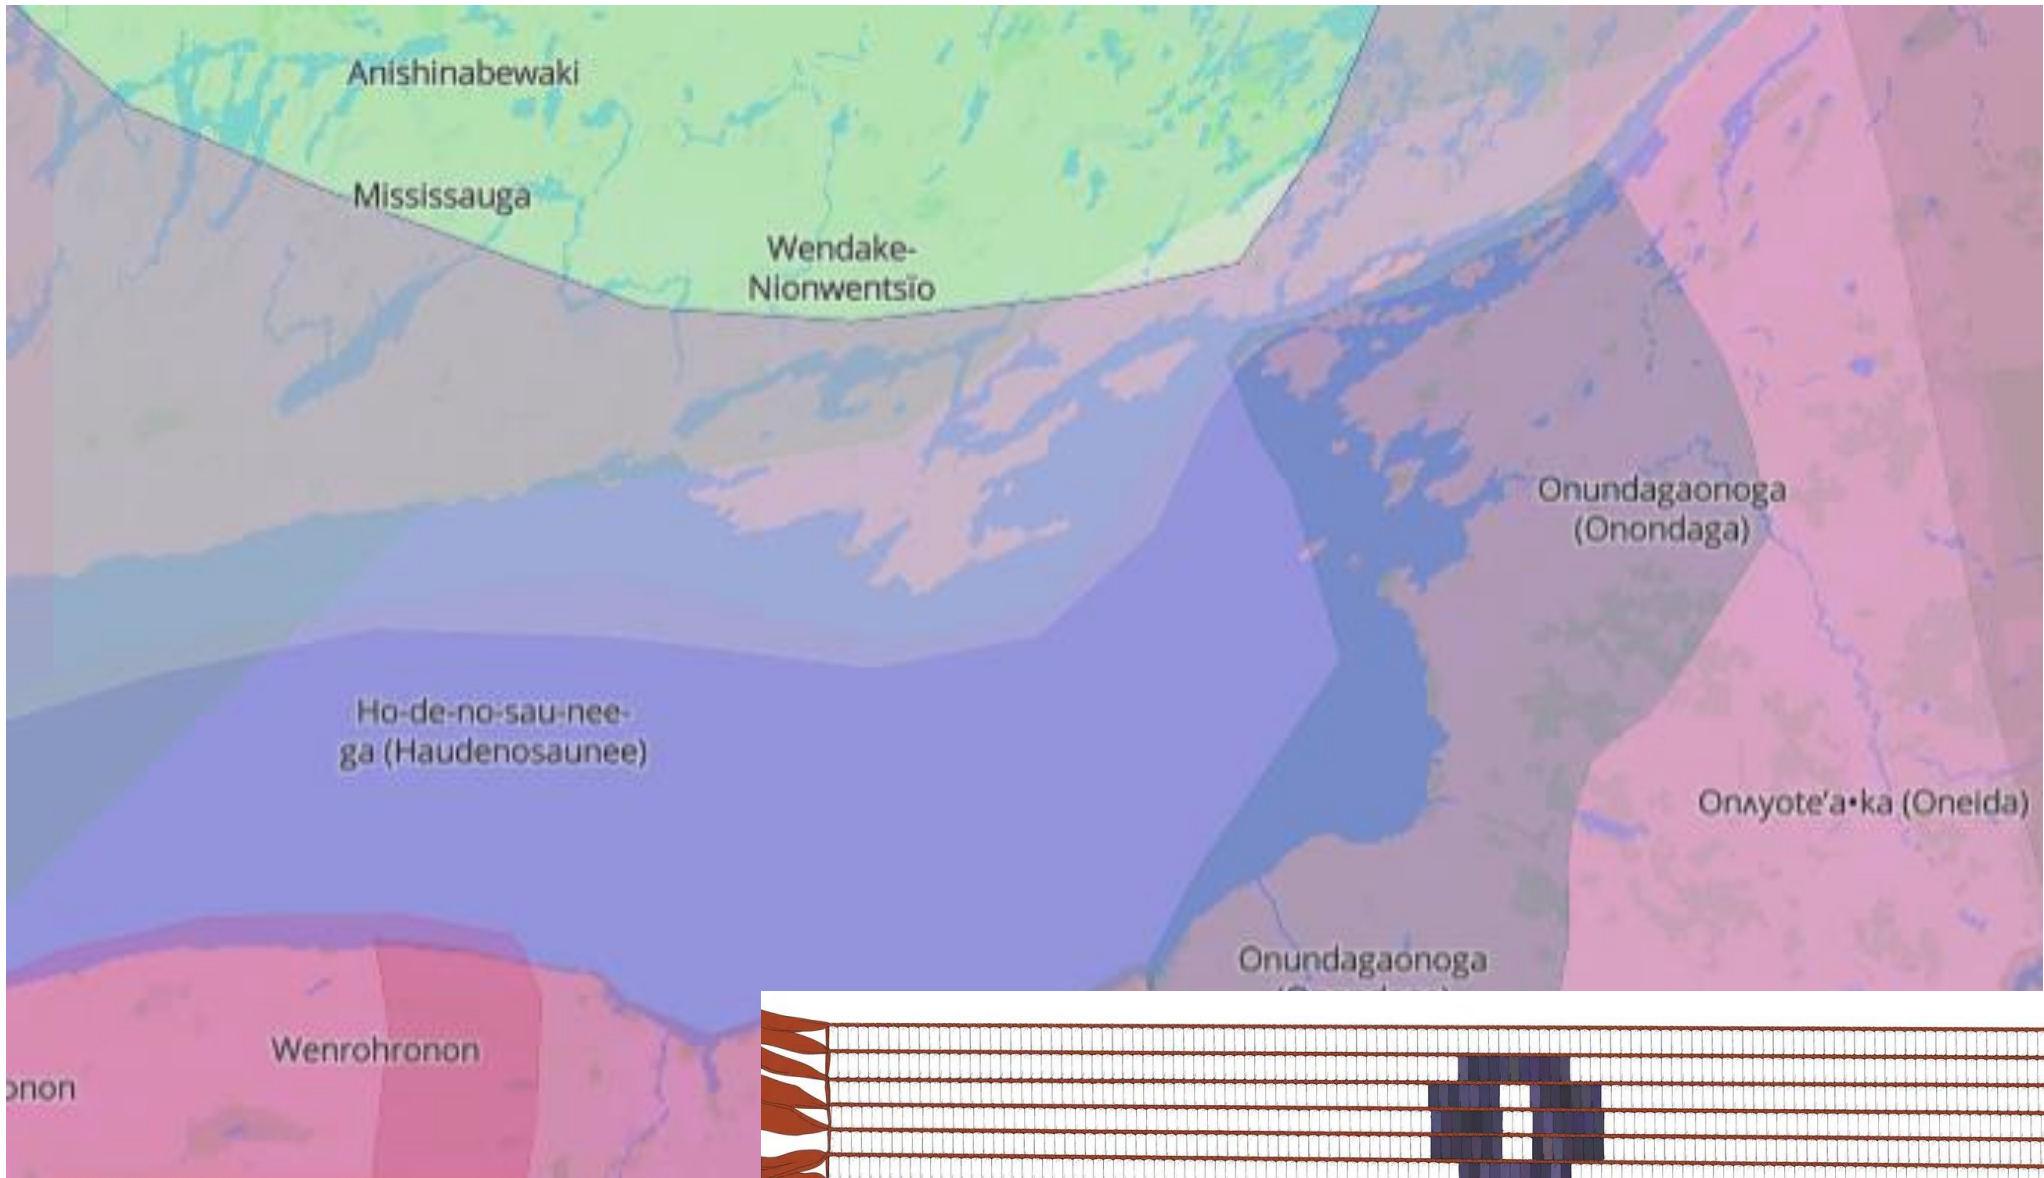 Anishinabewaki
Mississauga
Wendake-
Nionwentsïo
Onundagaonoga
(Onondaga)
Ho-de-no-sau-nee-
ga (Haudenosaunee)
Onʌyote'a•ka (Oneida)
Onundagaonoga
Wenrohronon
onon